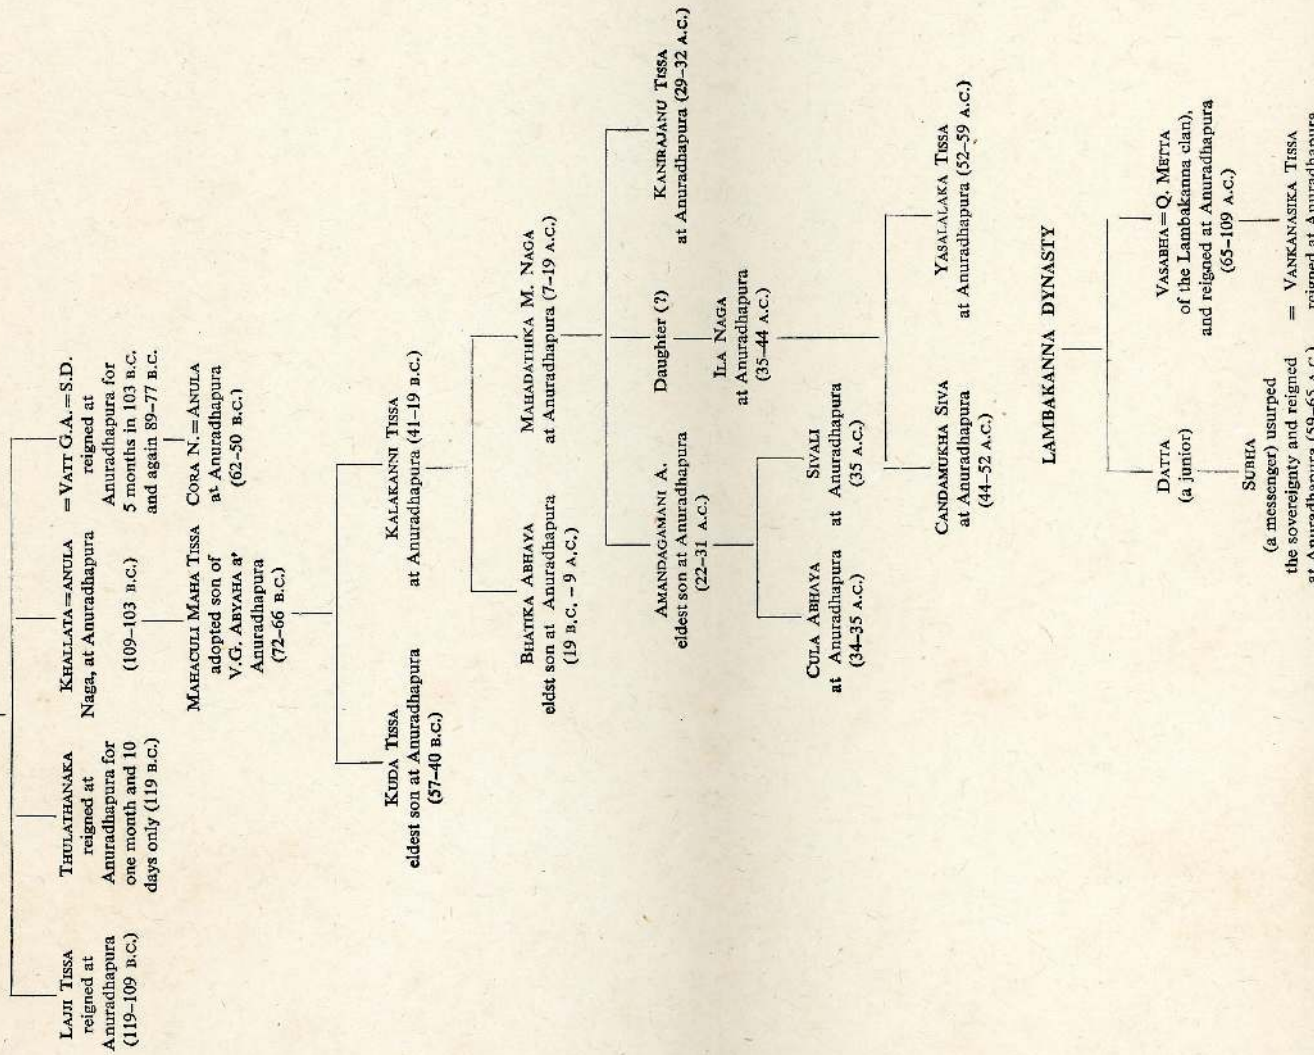 LAJJI TISSA
reigned at
Anuradhapura
(119–109 B.C.)
THULATHANAKA
reigned at
Anuradhapura for
one month and 10
days only (119 B.C.)
KHALLATA=ANULA
Naga, at Anuradhapura
(109–103 B.C.)
=VATT G.A.=S.D.
reigned at
Anuradhapura for
5 months in 103 B.C.
and again 89–77 B.C.
MAHACULI MAHA TISSA
adopted son of
V.G. ABYAHA a'
Anuradhapura
(72–66 B.C.)
CORA N.=ANULA
at Anuradhapura
(62–50 B.C.)
KUDA TISSA
eldest son at Anuradhapura
(57–40 B.C.)
KALAKANNI TISSA
at Anuradhapura (41–19 B.C.)
BHATIKA ABHAYA
eldst son at Anuradhapura
(19 B.C. – 9 A.C.)
MAHADATHIKA M. NAGA
at Anuradhapura (7–19 A.C.)
AMANDAGAMANI A.
eldest son at Anurhdhapura
(22–31 A.C.)
Daughter (?)
KANIRAJANU TISSA
at Anuradhapura (29–32 A.C.)
ILA NAGA
at Anuradhapura
(35–44 A.C.)
CULA ABHAYA
at Anuradhapura
(34–35 A.C.)
SIVALI
at Anuradhapura
(35 A.C.)
CANDAMUKHA SIVA
at Anuradhapura
(44–52 A.C.)
YASALALAKA TISSA
at Anuradhapura (52–59 A.C.)
LAMBAKANNA DYNASTY
DATTA
(a junior)
VASABHA=Q. METTA
of the Lambakanna clan),
and reigned at Anuradhapura
(65–109 A.C.)
SUBHA
(a messenger) usurped
the sovereignty and reigned
at Anuradhapura (59–65 A.C.)
= VANKANASIKA TISSA
reigned at Anuradhapura